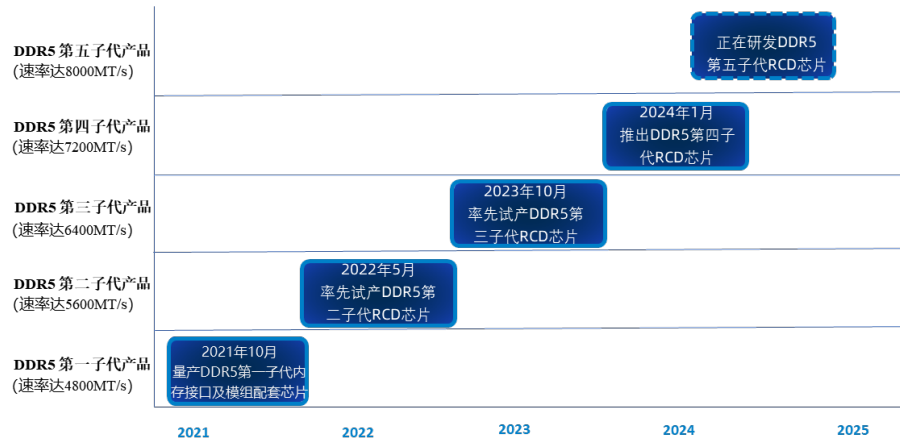 DDR5 第五子代产品
(速率达8000MT/s)
正在研发DDR5
第五子代RCD芯片
DDR5 第四子代产品
(速率达7200MT/s)
2024年1月
推出DDR5第四子
代RCD芯片
DDR5 第三子代产品
(速率达6400MT/s)
2023年10月
率先试产DDR5第
三子代RCD芯片
DDR5 第二子代产品
(速率达5600MT/s)
2022年5月
率先试产DDR5第
二子代RCD芯片
DDR5 第一子代产品
(速率达4800MT/s)
2021年10月
量产DDR5第一子代内
存接口及模组配套芯片
2021
2022
2023
2024
2025